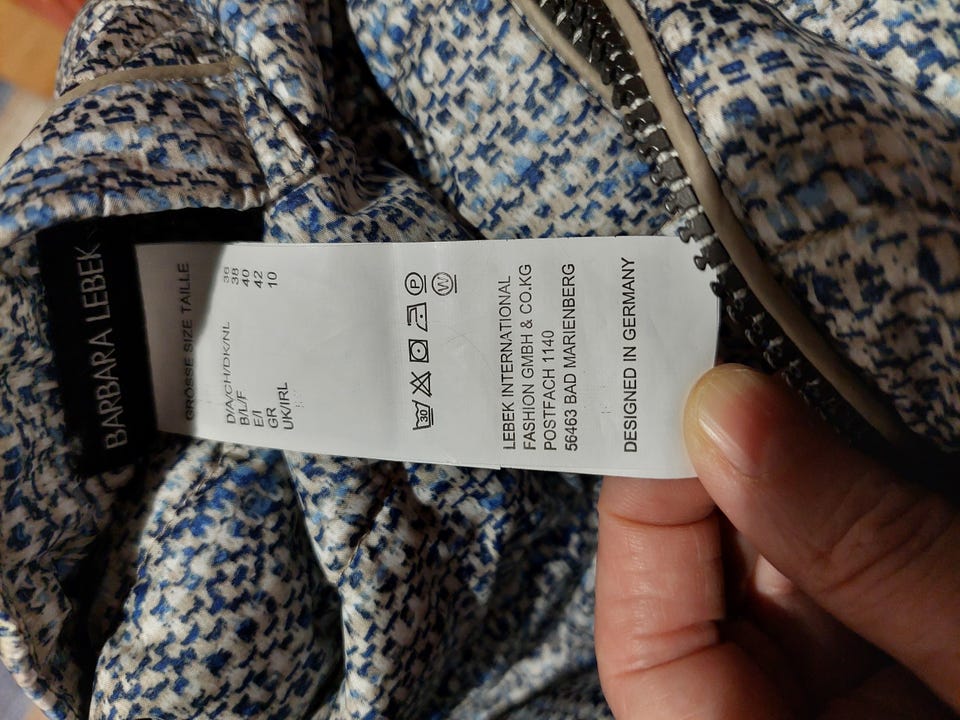 BARBARA LEBEK
GRÖSSE SIZE TAILLE
D/A/CH/DK/NL 36
B/L/F 38
E/I 40
GR 42
UK/IRL 10
30 P W
LEBEK INTERNATIONAL
FASHION GMBH & CO.KG
POSTFACH 1140
56463 BAD MARIENBERG
DESIGNED IN GERMANY